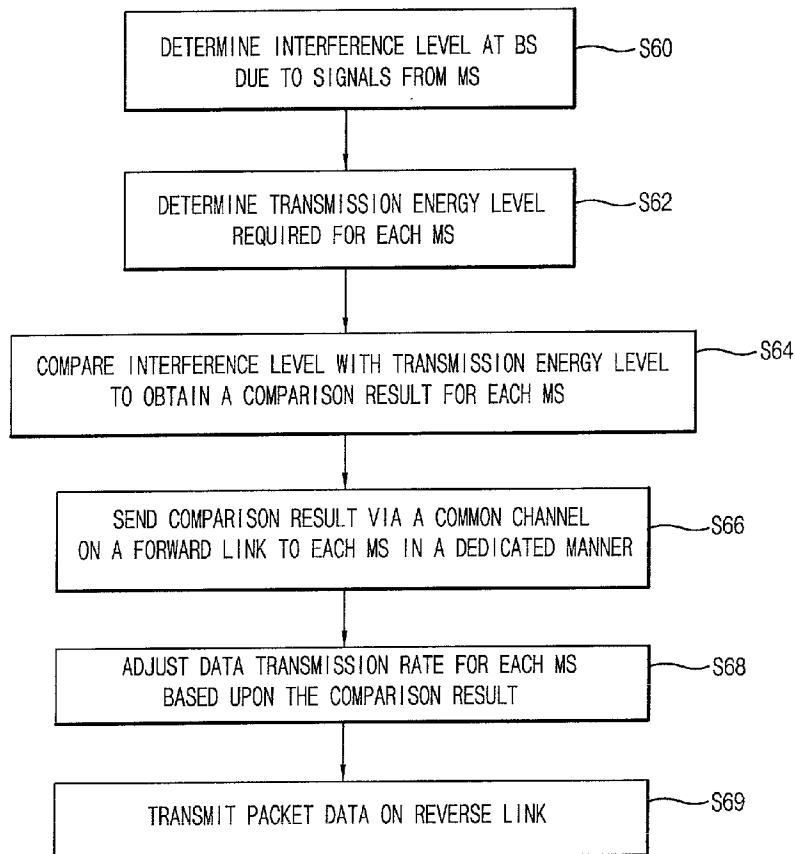 DETERMINE INTERFERENCE LEVEL AT BS
DUE TO SIGNALS FROM MS
S60
DETERMINE TRANSMISSION ENERGY LEVEL
REQUIRED FOR EACH MS
S62
COMPARE INTERFERENCE LEVEL WITH TRANSMISSION ENERGY LEVEL
TO OBTAIN A COMPARISON RESULT FOR EACH MS
S64
SEND COMPARISON RESULT VIA A COMMON CHANNEL
ON A FORWARD LINK TO EACH MS IN A DEDICATED MANNER
S66
ADJUST DATA TRANSMISSION RATE FOR EACH MS
BASED UPON THE COMPARISON RESULT
S68
TRANSMIT PACKET DATA ON REVERSE LINK
S69